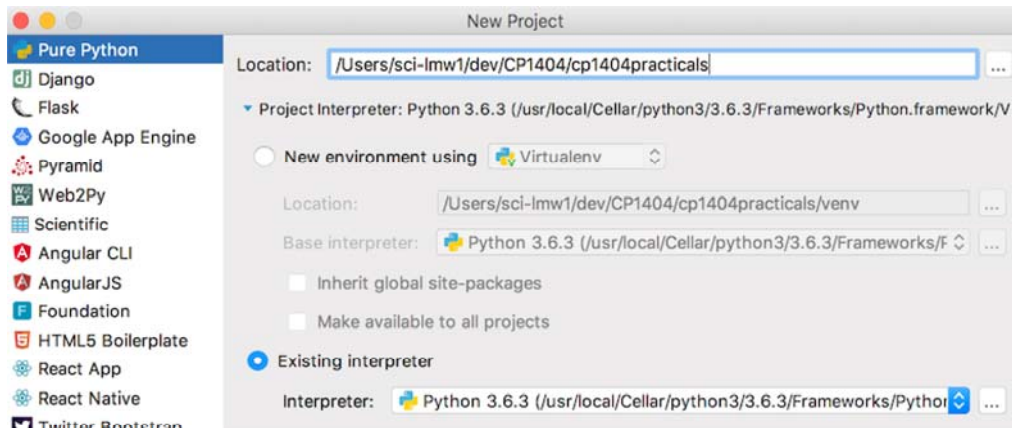 New Project
Pure Python
Django
Flask
Google App Engine
Pyramid
Web2Py
Scientific
Angular CLI
AngularJS
Foundation
HTML5 Boilerplate
React App
React Native
Twitter Bootstrap
Location: /Users/sci-lmw1/dev/CP1404/cp1404practicals ...
Project Interpreter: Python 3.6.3 (/usr/local/Cellar/python3/3.6.3/Frameworks/Python.framework/V
New environment using Virtualenv
Location: /Users/sci-lmw1/dev/CP1404/cp1404practicals/venv ...
Base interpreter: Python 3.6.3 (/usr/local/Cellar/python3/3.6.3/Frameworks/F ...
Inherit global site-packages
Make available to all projects
Existing interpreter
Interpreter: Python 3.6.3 (/usr/local/Cellar/python3/3.6.3/Frameworks/Pythor ...